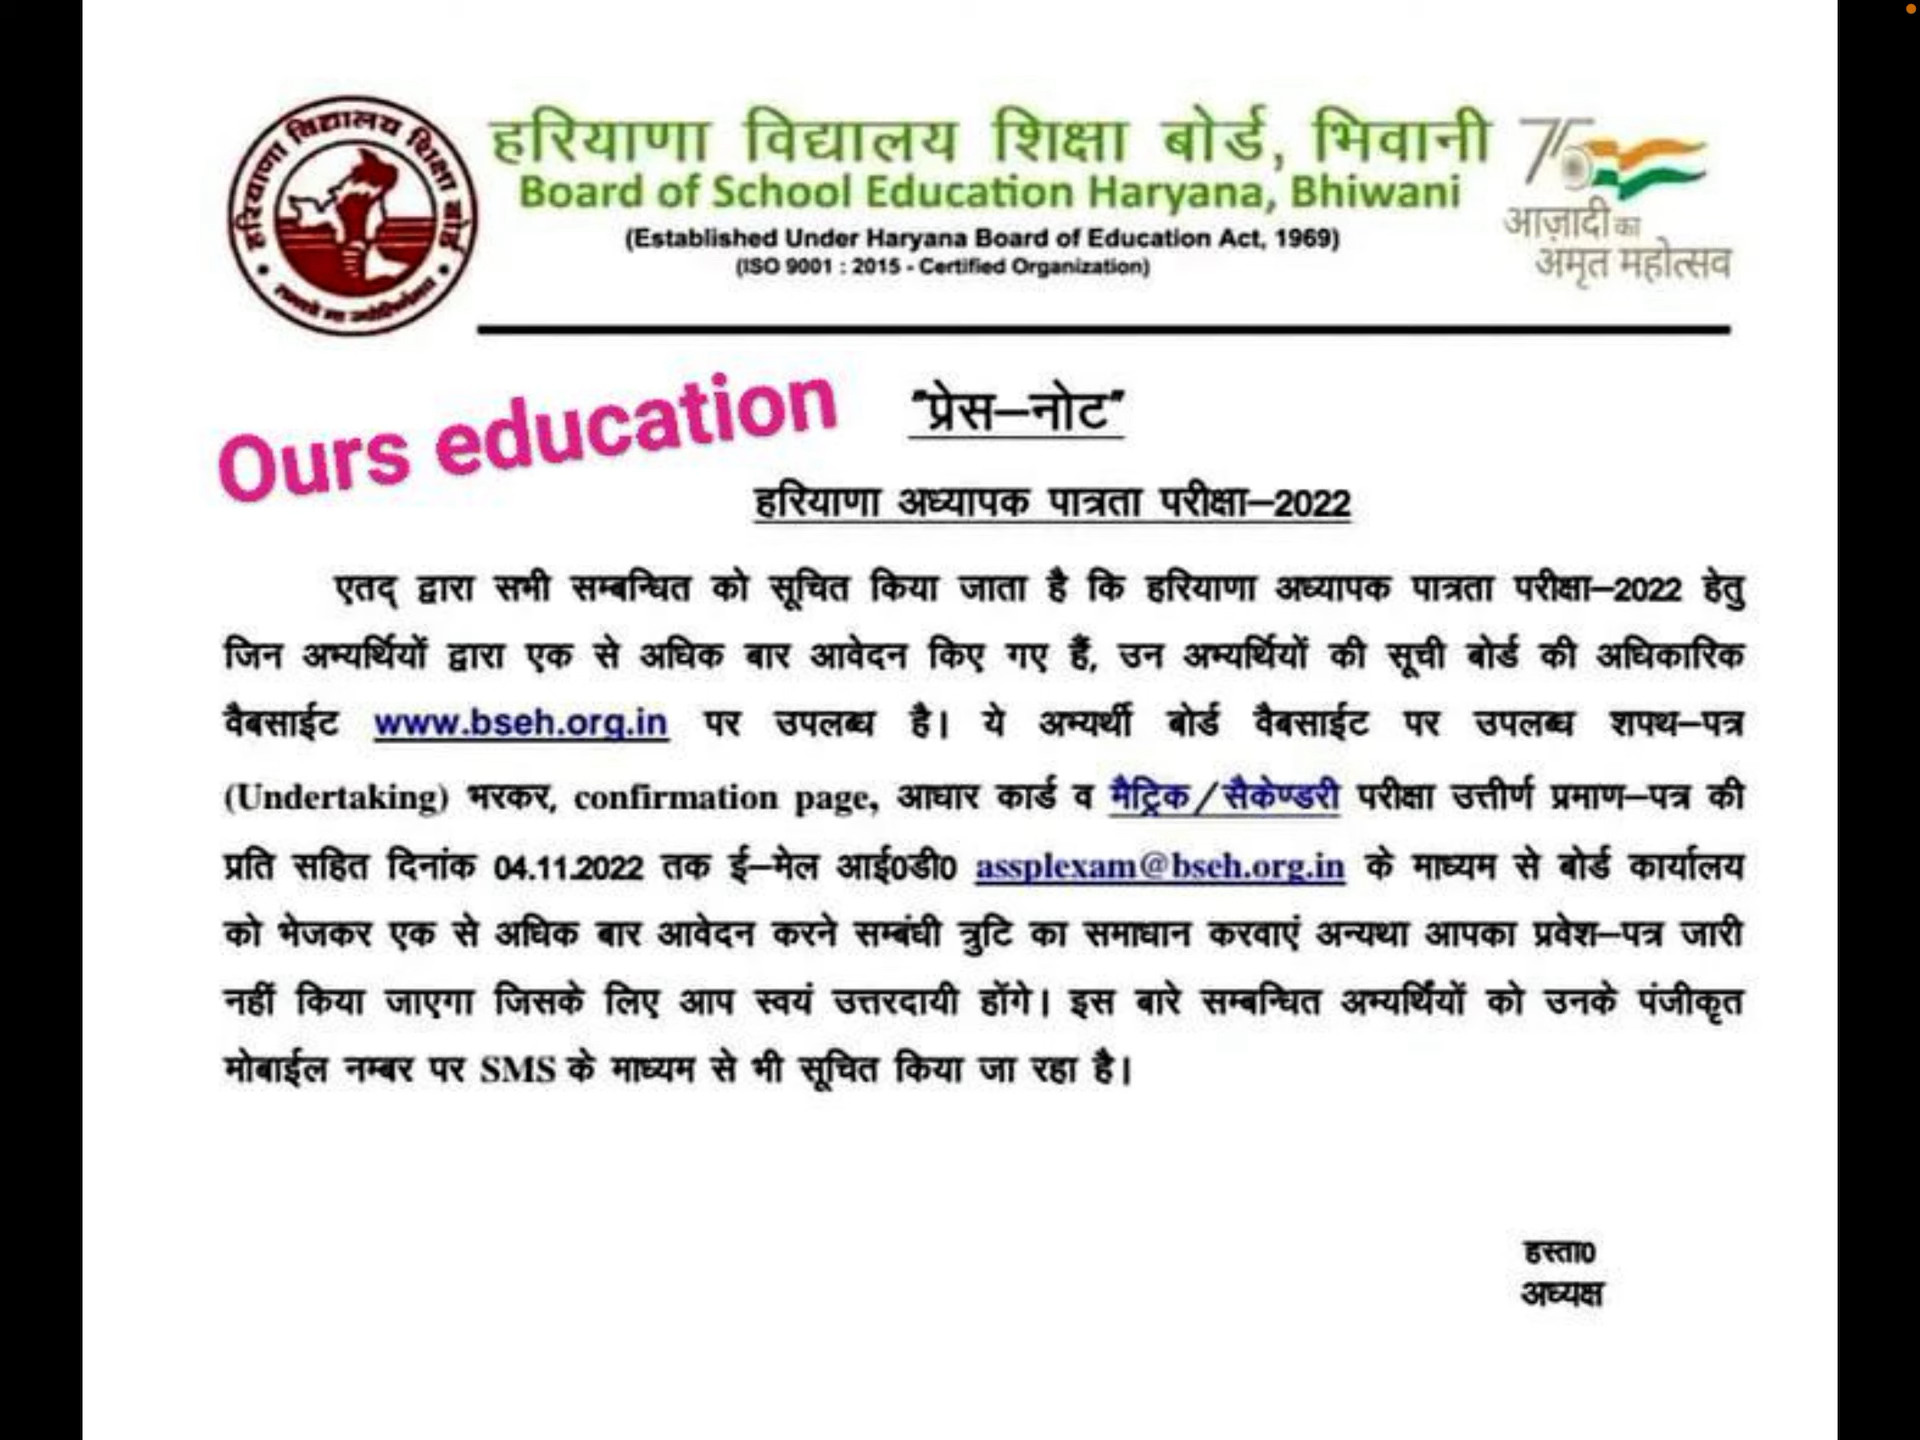 हरियाणा विद्यालय शिक्षा बोर्ड
हरियाणा विद्यालय शिक्षा बोर्ड, भिवानी
Board of School Education Haryana, Bhiwani
(Established Under Haryana Board of Education Act, 1969)
(ISO 9001 : 2015 - Certified Organization)
75
आज़ादी का
अमृत महोत्सव
Ours education
"प्रेस–नोट"
हरियाणा अध्यापक पात्रता परीक्षा–2022
एतद् द्वारा सभी सम्बन्धित को सूचित किया जाता है कि हरियाणा अध्यापक पात्रता परीक्षा–2022 हेतु
जिन अभ्यर्थियों द्वारा एक से अधिक बार आवेदन किए गए हैं, उन अभ्यर्थियों की सूची बोर्ड की अधिकारिक
वैबसाईट www.bseh.org.in पर उपलब्ध है। ये अभ्यर्थी बोर्ड वैबसाईट पर उपलब्ध शपथ–पत्र
(Undertaking) भरकर, confirmation page, आधार कार्ड व मैट्रिक/सैकेण्डरी परीक्षा उत्तीर्ण प्रमाण–पत्र की
प्रति सहित दिनांक 04.11.2022 तक ई–मेल आई0डी0 assplexam@bseh.org.in के माध्यम से बोर्ड कार्यालय
को भेजकर एक से अधिक बार आवेदन करने सम्बंधी त्रुटि का समाधान करवाएं अन्यथा आपका प्रवेश–पत्र जारी
नहीं किया जाएगा जिसके लिए आप स्वयं उत्तरदायी होंगे। इस बारे सम्बन्धित अभ्यर्थियों को उनके पंजीकृत
मोबाईल नम्बर पर SMS के माध्यम से भी सूचित किया जा रहा है।
हस्ता0
अध्यक्ष